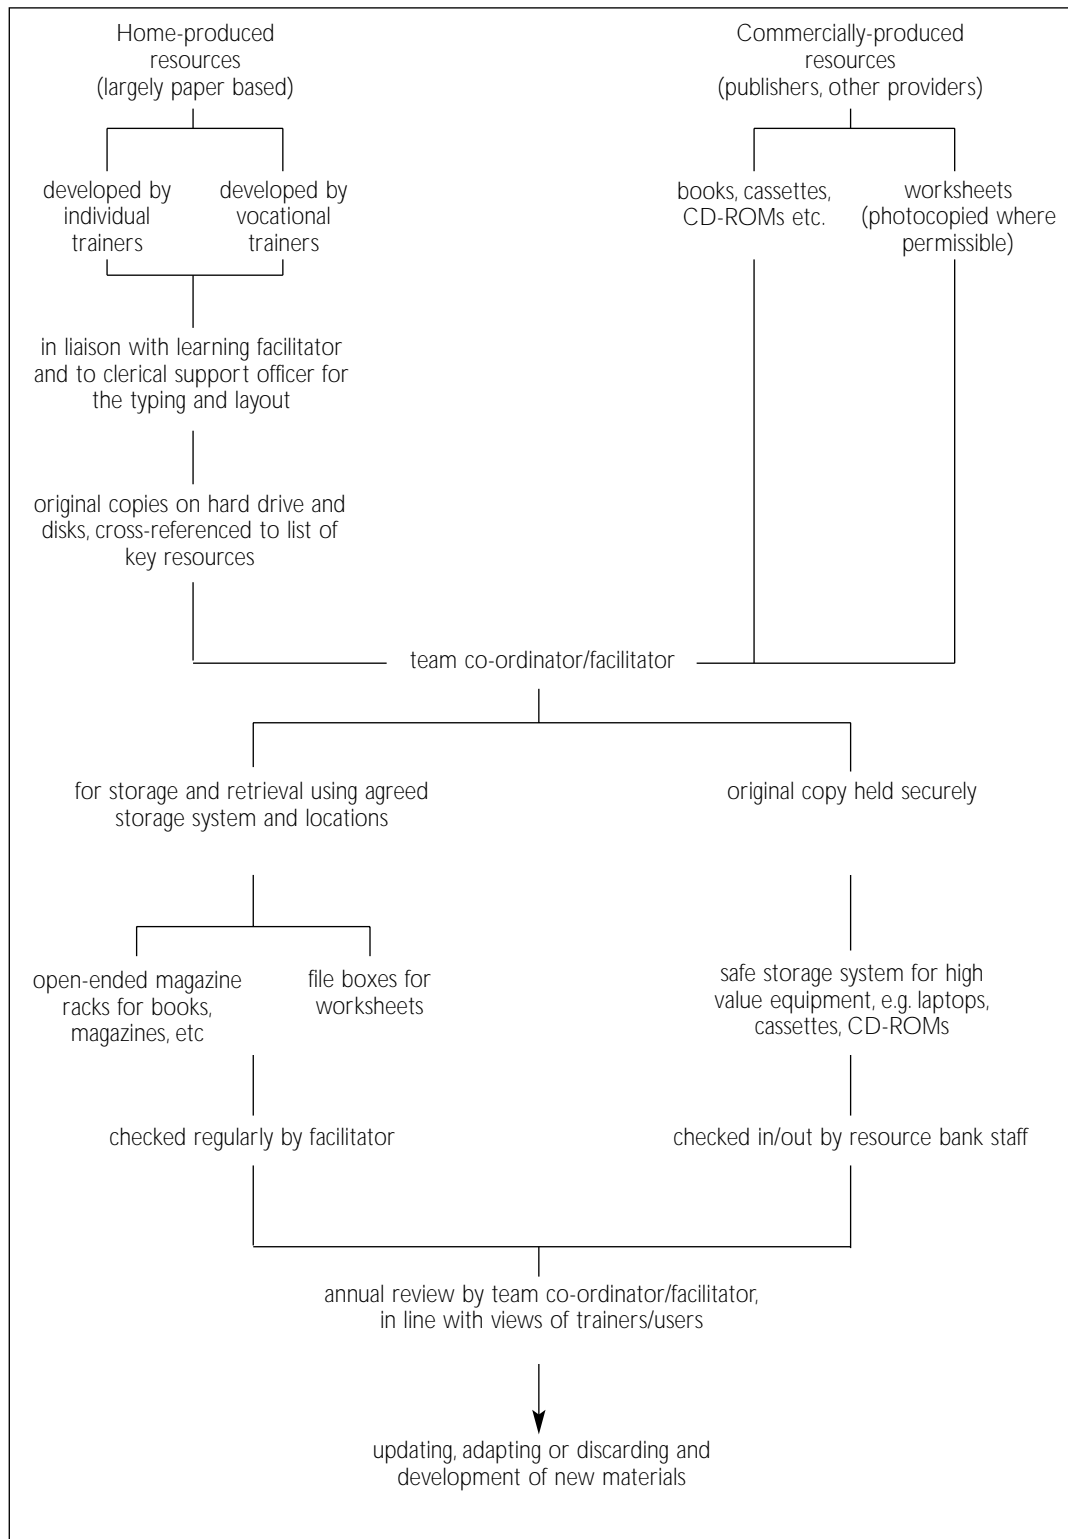 Home-produced
resources
(largely paper based)
Commercially-produced
resources
(publishers, other providers)
developed by
individual
trainers
developed by
vocational
trainers
books, cassettes,
CD-ROMs etc.
worksheets
(photocopied where
permissible)
in liaison with learning facilitator
and to clerical support officer for
the typing and layout
original copies on hard drive and
disks, cross-referenced to list of
key resources
team co-ordinator/facilitator
for storage and retrieval using agreed
storage system and locations
original copy held securely
open-ended magazine
racks for books,
magazines, etc
file boxes for
worksheets
safe storage system for high
value equipment, e.g. laptops,
cassettes, CD-ROMs
checked regularly by facilitator
checked in/out by resource bank staff
annual review by team co-ordinator/facilitator,
in line with views of trainers/users
updating, adapting or discarding and
development of new materials